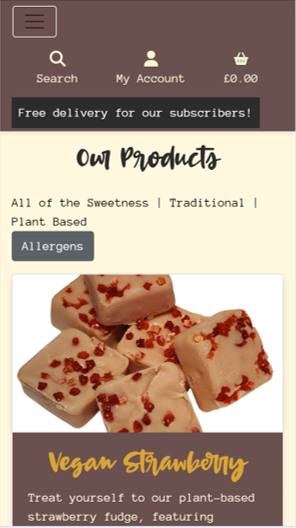 Search My Account £0.00
Free delivery for our subscribers!
Our Products
All of the Sweetness | Traditional |
Plant Based
Allergens
Vegan Strawberry
Treat yourself to our plant-based
strawberry fudge, featuring